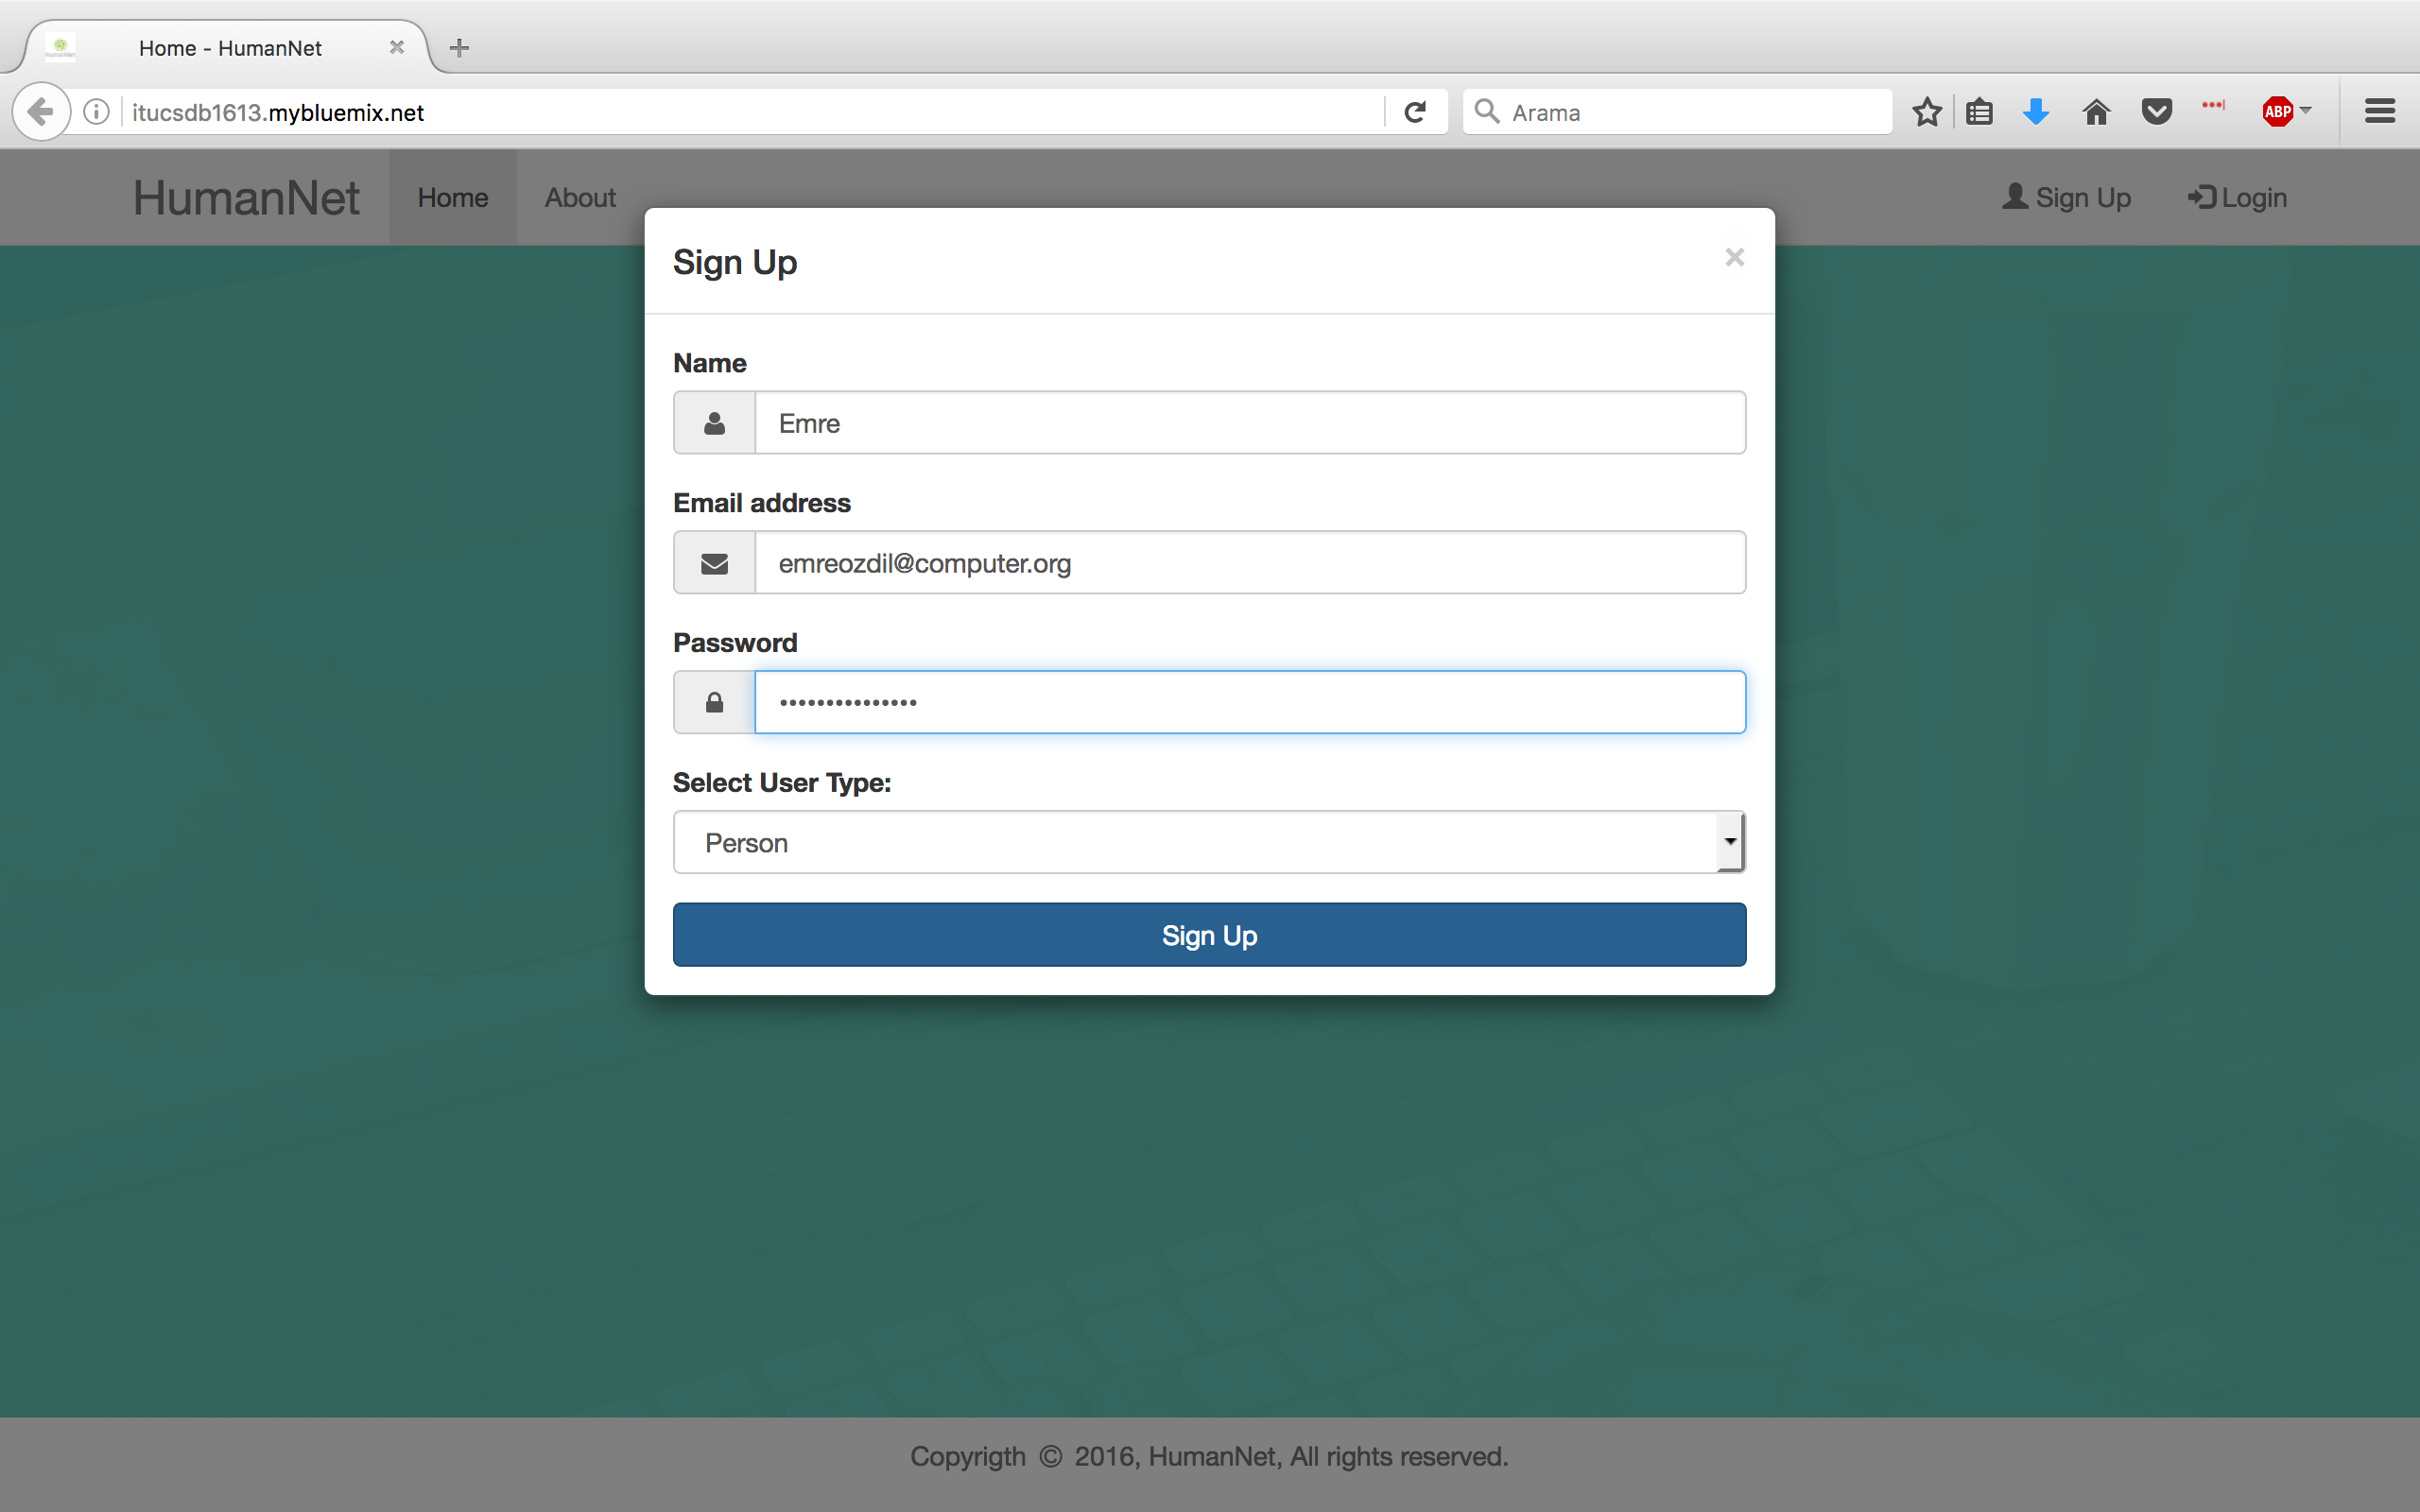 Home - HumanNet
itucsdb1613.mybluemix.net
Arama
ABP
HumanNet
Home
About
Sign Up
Login
Sign Up
Name
Emre
Email address
emreozdil@computer.org
Password
•••••••••••••••
Select User Type:
Person
Sign Up
Copyrigth © 2016, HumanNet, All rights reserved.